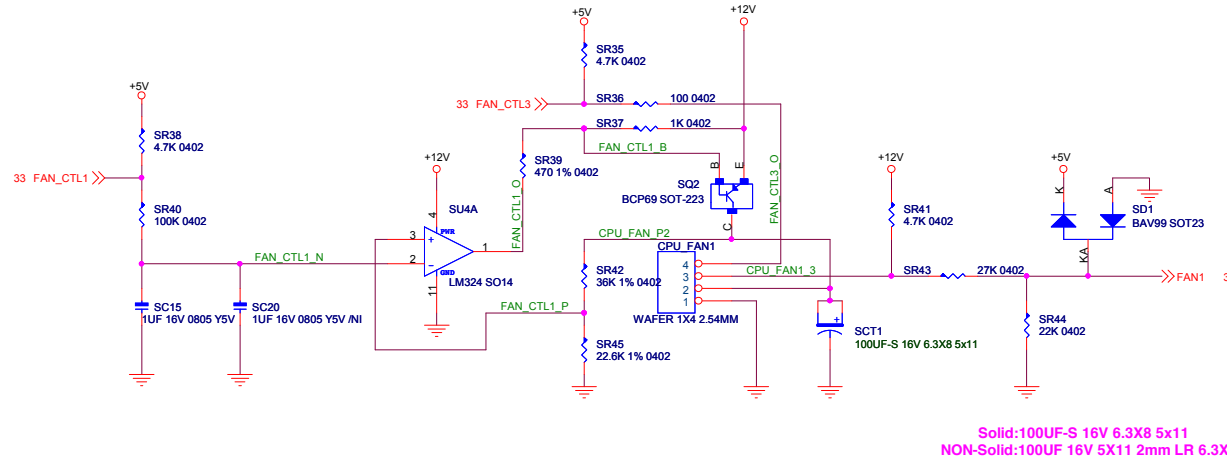 +5V
+12V
SR35
4.7K 0402
+5V
33 FAN_CTL3
SR36
100 0402
SR38
4.7K 0402
SR37
1K 0402
FAN_CTL1_B
33 FAN_CTL1
+12V
SR39
470 1% 0402
B
E
FAN_CTL3_O
+12V
+5V
SQ2
BCP69 SOT-223
K
A
SR40
100K 0402
SU4A
FAN_CTL1_O
SR41
4.7K 0402
SD1
BAV99 SOT23
4
PWR
C
3
+
1
CPU_FAN_P2
CPU_FAN1
FAN_CTL1_N
2
-
GND
LM324 SO14
11
KA
SR42
36K 1% 0402
4
3
2
1
CPU_FAN1_3
SR43
27K 0402
FAN1
3
SC15
1UF 16V 0805 Y5V
SC20
1UF 16V 0805 Y5V /NI
FAN_CTL1_P
WAFER 1X4 2.54MM
SCT1
100UF-S 16V 6.3X8 5x11
SR44
22K 0402
SR45
22.6K 1% 0402
Solid:100UF-S 16V 6.3X8 5x11
NON-Solid:100UF 16V 5X11 2mm LR 6.3X